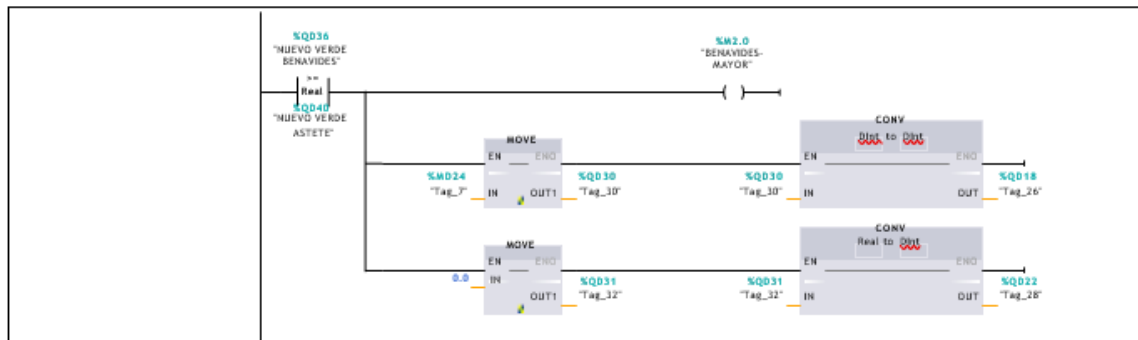 %QD36
"NUEVO VERDE
BENAVIDES"
>=
Real
%QD40
"NUEVO VERDE
ASTETE"
%M2.0
"BENAVIDES-
MAYOR"
( )
MOVE
EN ENO
%MD24
"Tag_7"
IN
OUT1
%QD30
"Tag_30"
CONV
DInt to DInt
EN ENO
%QD30
"Tag_30"
IN
OUT
%QD18
"Tag_26"
MOVE
EN ENO
0.0
IN
OUT1
%QD31
"Tag_32"
CONV
Real to DInt
EN ENO
%QD31
"Tag_32"
IN
OUT
%QD22
"Tag_28"